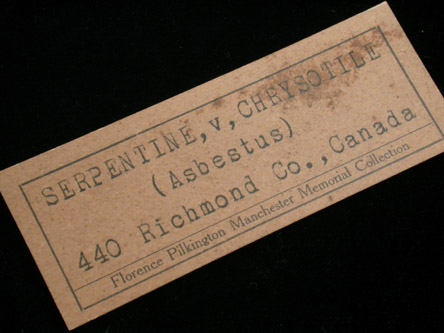 SERPENTINE,v,CHRYSOTILE
(Asbestus)
440 Richmond Co.,Canada
Florence Pilkington Manchester Memorial Collection